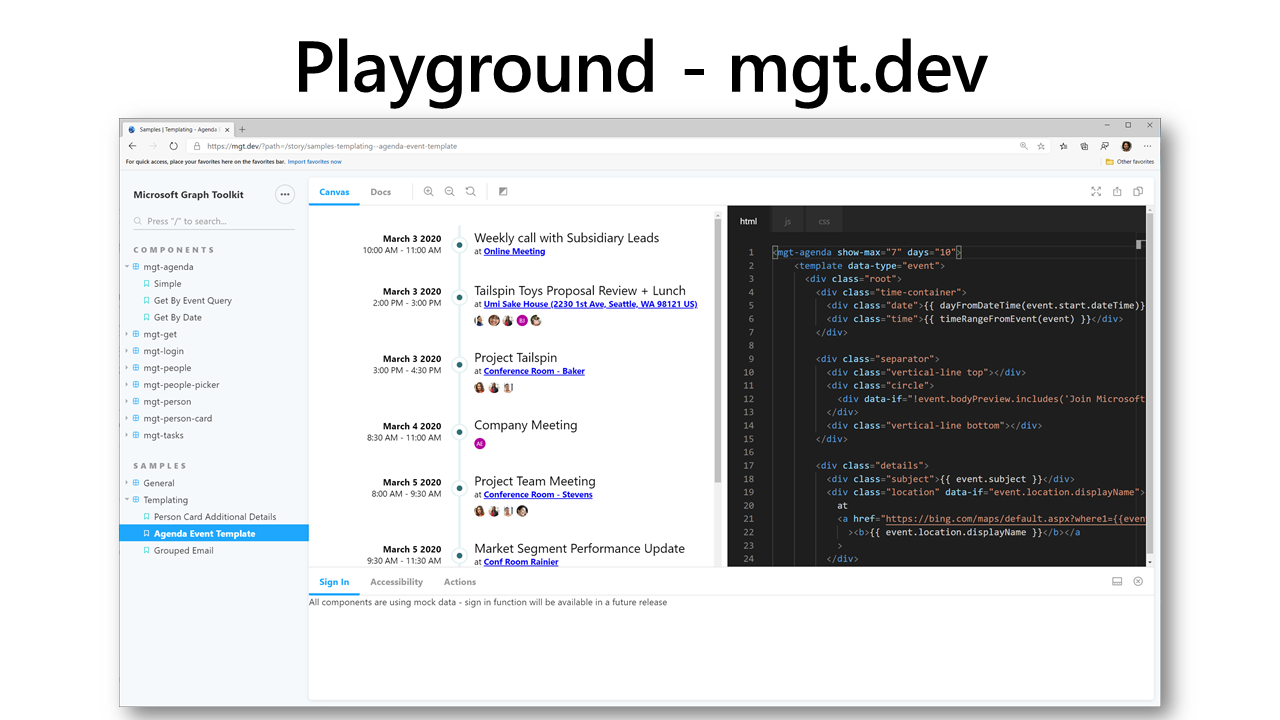 Playground - mgt.dev
Samples | Templating - Agenda
https://mgt.dev/?path=/story/samples-templating--agenda-event-template
For quick access, place your favorites here on the favorites bar. Import favorites now
Other favorites
Microsoft Graph Toolkit
Press "/" to search...
COMPONENTS
mgt-agenda
Simple
Get By Event Query
Get By Date
mgt-get
mgt-login
mgt-people
mgt-people-picker
mgt-person
mgt-person-card
mgt-tasks
SAMPLES
General
Templating
Person Card Additional Details
Agenda Event Template
Grouped Email
Canvas Docs
March 3 2020 Weekly call with Subsidiary Leads
10:00 AM - 11:00 AM at Online Meeting
March 3 2020 Tailspin Toys Proposal Review + Lunch
2:00 PM - 3:00 PM at Umi Sake House (2230 1st Ave, Seattle, WA 98121 US)
March 3 2020 Project Tailspin
3:00 PM - 4:30 PM at Conference Room - Baker
March 4 2020 Company Meeting
8:30 AM - 11:00 AM
AE
March 5 2020 Project Team Meeting
8:00 AM - 9:30 AM at Conference Room - Stevens
March 5 2020 Market Segment Performance Update
9:30 AM - 11:30 AM at Conf Room Rainier
html js css
1 <mgt-agenda show-max="7" days="10">
2 <template data-type="event">
3 <div class="root">
4 <div class="time-container">
5 <div class="date">{{ dayFromDateTime(event.start.dateTime)}}
6 <div class="time">{{ timeRangeFromEvent(event) }}</div>
7 </div>
8
9 <div class="separator">
10 <div class="vertical-line top"></div>
11 <div class="circle">
12 <div data-if="!event.bodyPreview.includes('Join Microsoft
13 </div>
14 <div class="vertical-line bottom"></div>
15 </div>
16
17 <div class="details">
18 <div class="subject">{{ event.subject }}</div>
19 <div class="location" data-if="event.location.displayName">
20 at
21 <a href="https://bing.com/maps/default.aspx?where1={{event
22 ><b>{{ event.location.displayName }}</b></a
23 >
24 </div>
Sign In Accessibility Actions
All components are using mock data - sign in function will be available in a future release